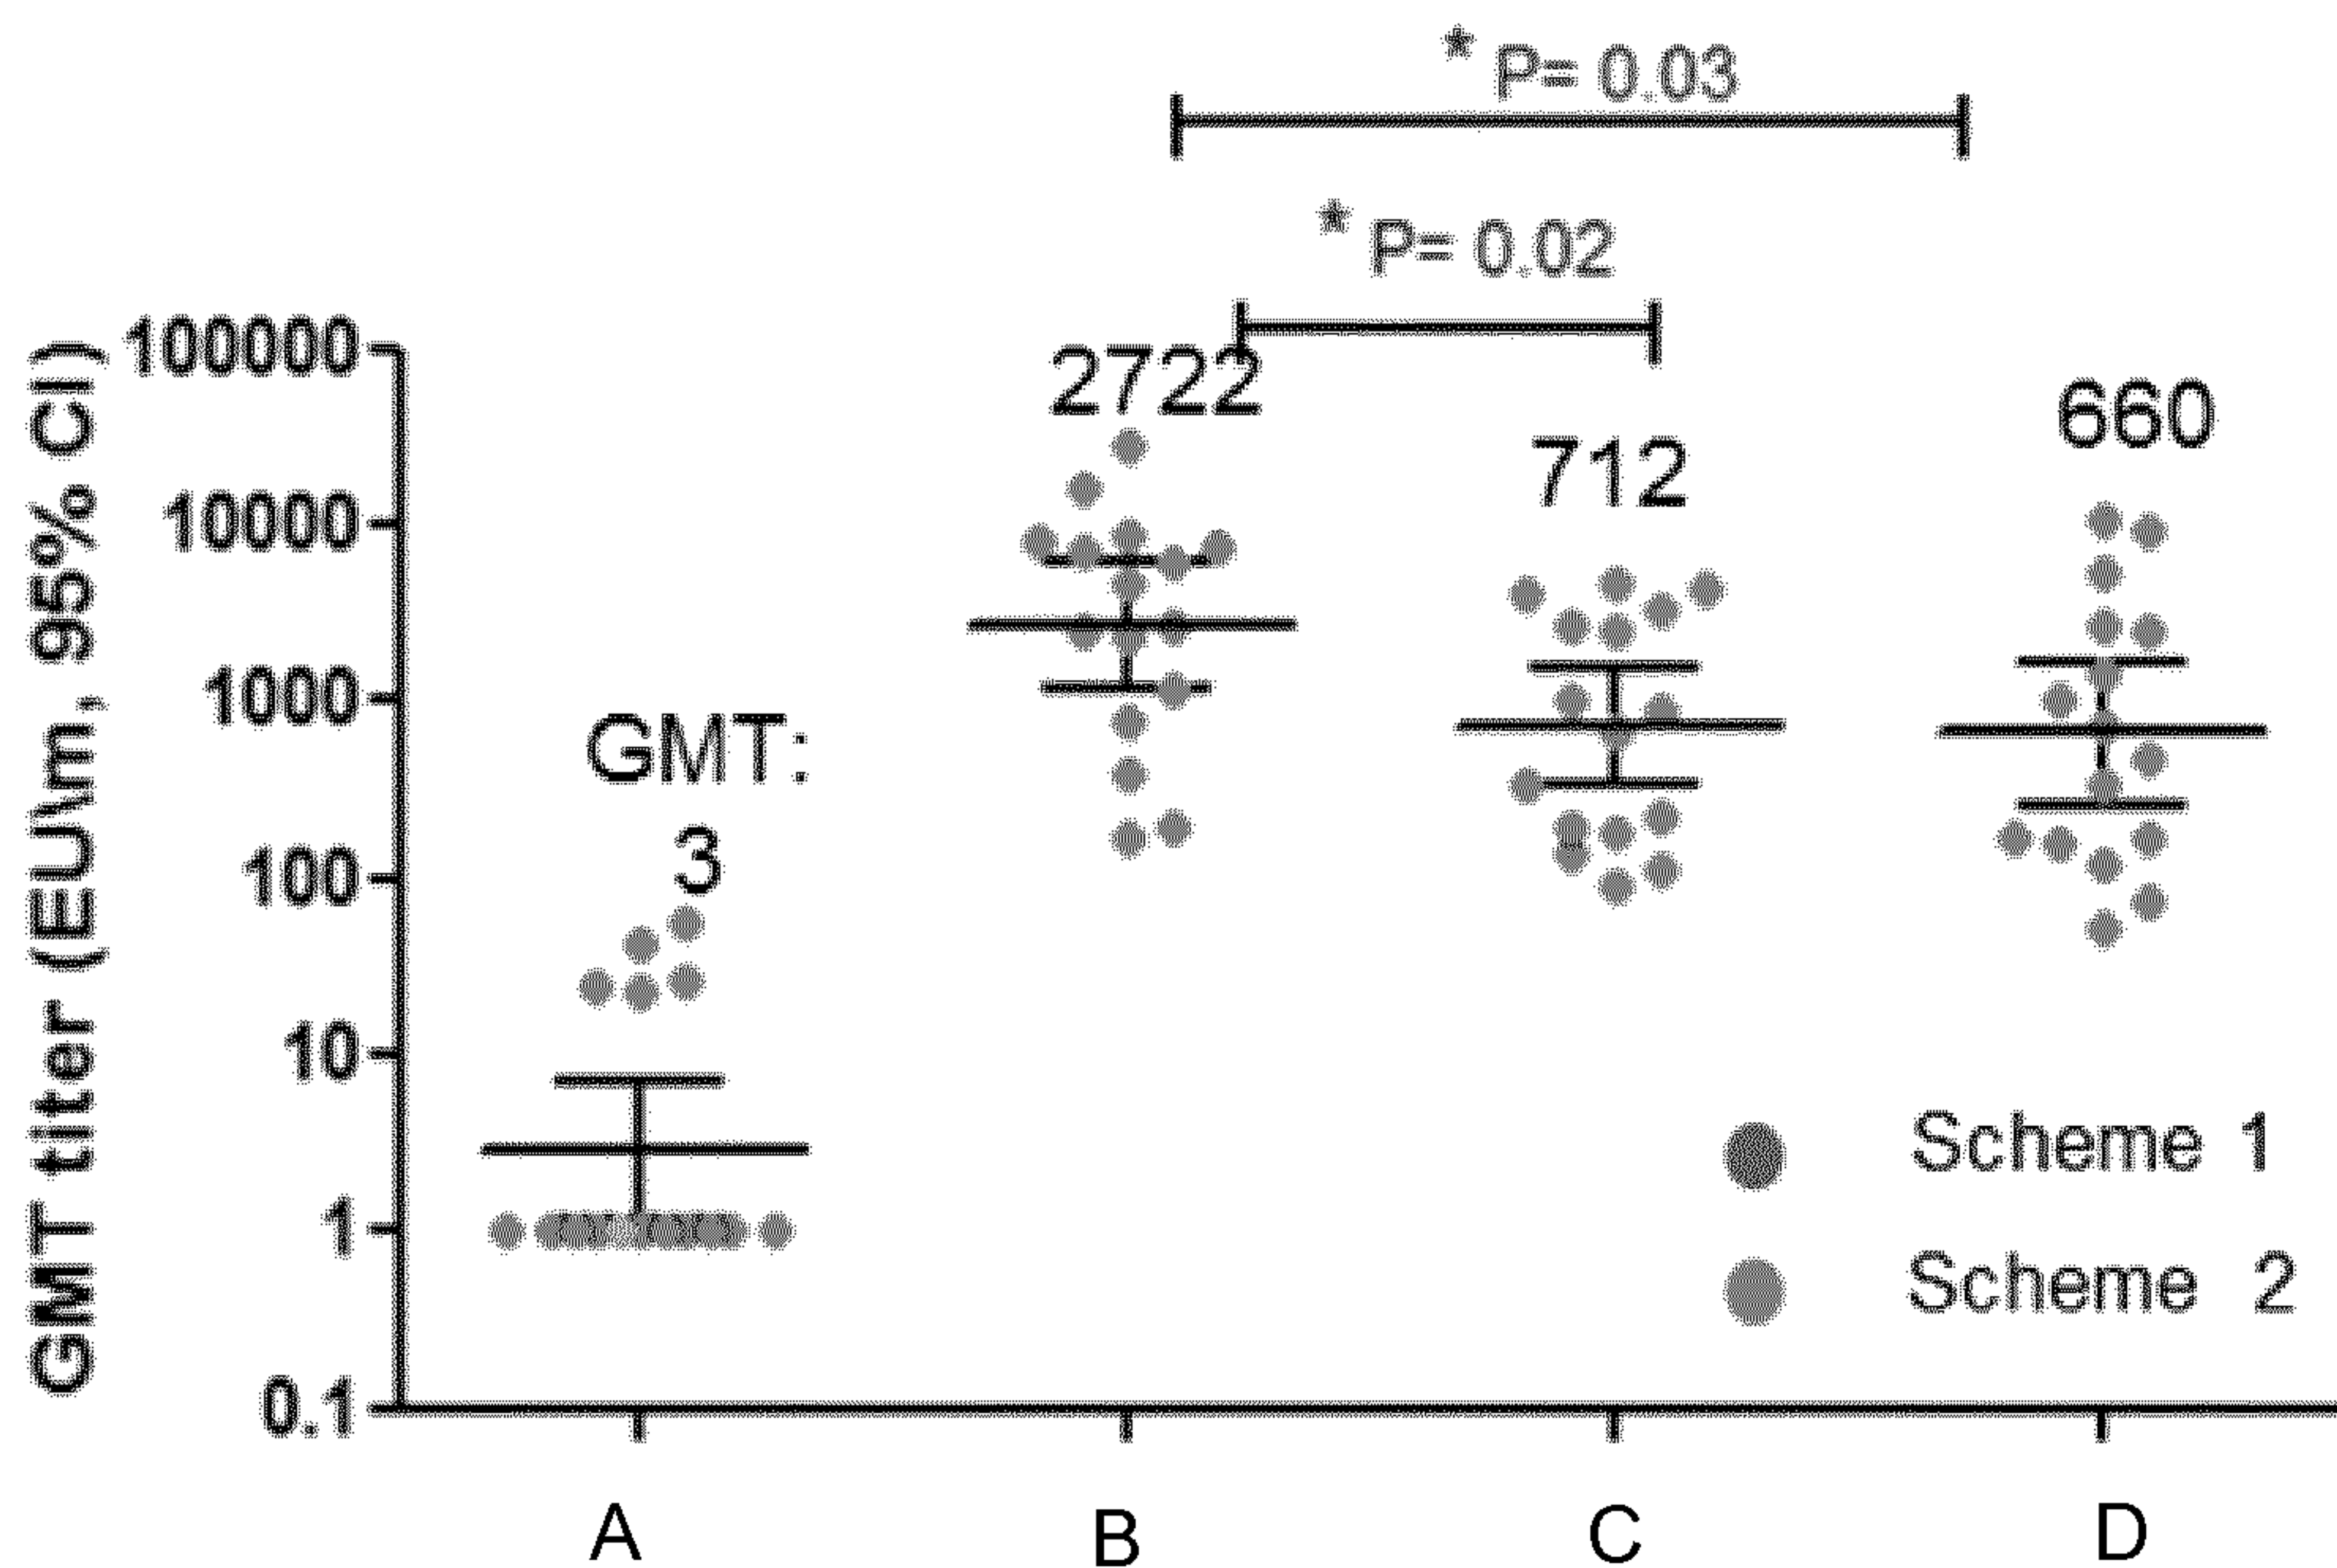 * P= 0.03
* P= 0.02
GMT titer (EU\m, 95% CI)
100000
10000
1000
100
10
1
0.1
2722
712
660
GMT:
3
Scheme 1
Scheme 2
A
B
C
D